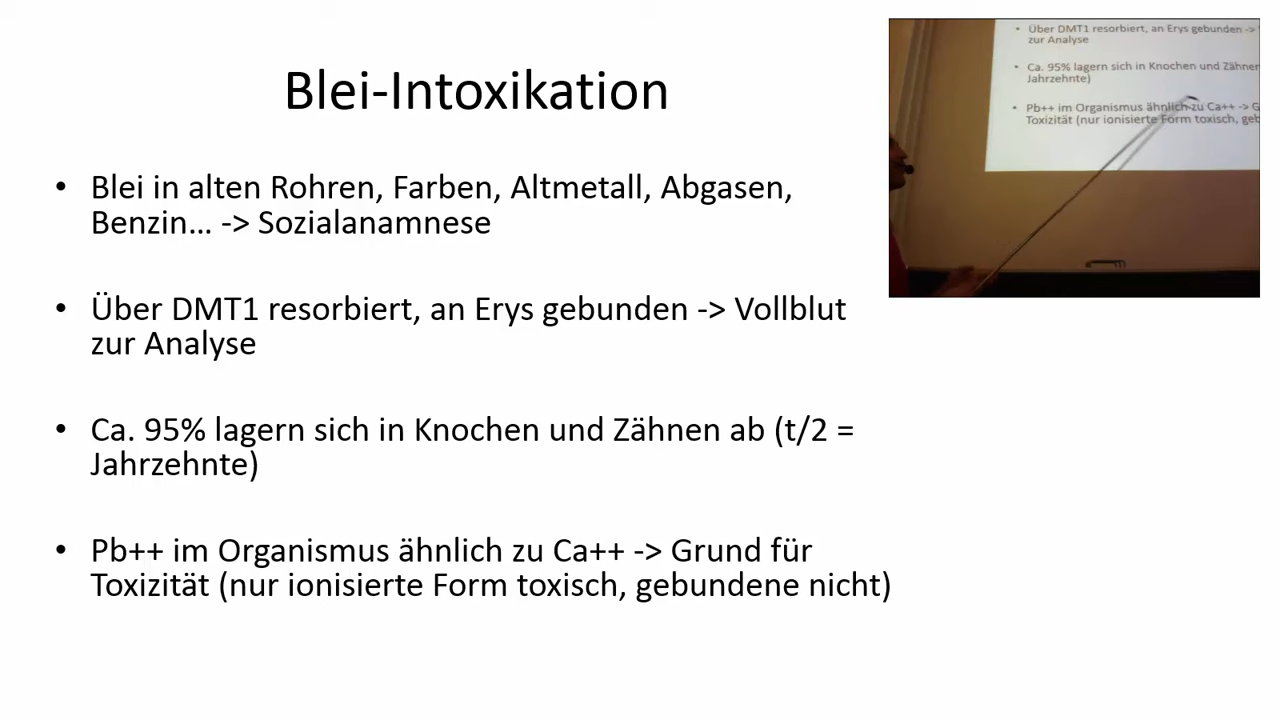 Blei-Intoxikation
• Blei in alten Rohren, Farben, Altmetall, Abgasen,
Benzin... -> Sozialanamnese
• Über DMT1 resorbiert, an Erys gebunden -> Vollblut
zur Analyse
• Ca. 95% lagern sich in Knochen und Zähnen ab (t/2 =
Jahrzehnte)
• Pb++ im Organismus ähnlich zu Ca++ -> Grund für
Toxizität (nur ionisierte Form toxisch, gebundene nicht)
• Über DMT1 resorbiert, an Erys gebunden ->
zur Analyse
• Ca. 95% lagern sich in Knochen und Zähnen
Jahrzehnte)
• Pb++ im Organismus ähnlich zu Ca++ -> G
Toxizität (nur ionisierte Form toxisch, geb